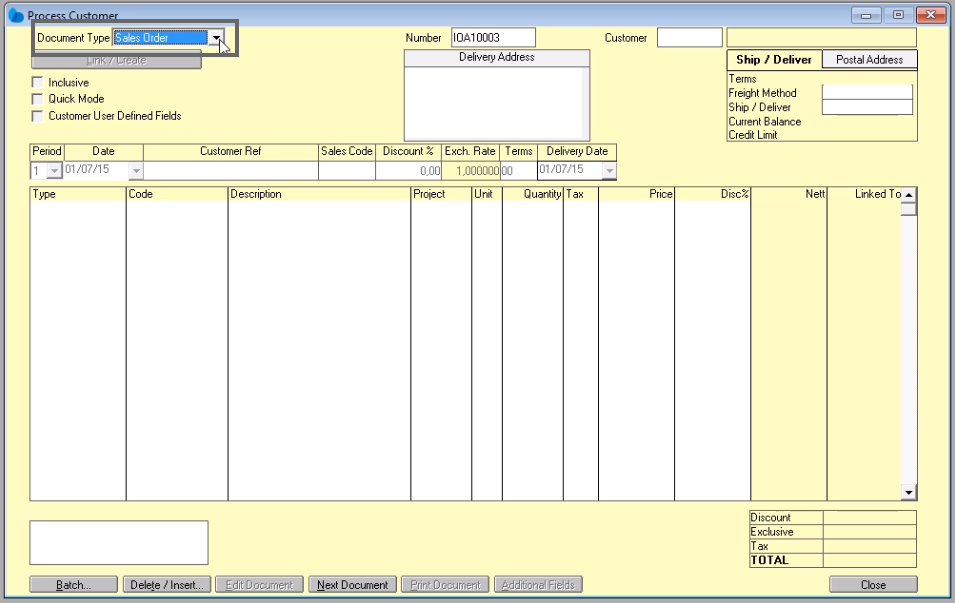 Process Customer
Document Type Sales Order Number IOA10003 Customer
Link / Create Delivery Address Ship / Deliver Postal Address
Inclusive Terms
Quick Mode Freight Method
Customer User Defined Fields Ship / Deliver
Current Balance
Credit Limit
Period Date Customer Ref Sales Code Discount % Exch. Rate Terms Delivery Date
1 01/07/15 0,00 1,000000 00 01/07/15
Type Code Description Project Unit Quantity Tax Price Disc% Nett Linked To
Discount
Exclusive
Tax
TOTAL
Batch... Delete / Insert... Edit Document Next Document Print Document Additional Fields Close